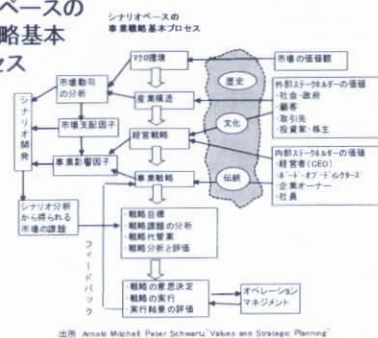 ベースの
略基本
セス
シナリオベースの
事業戦略基本プロセス
マクロ環境
市場の価値観
市場動向
の分析
歴史
産業構造
外部ステークホルダーの価値
・社会・政府
・顧客
・取引先
・投資家・株主
シナリオ開発
市場支配因子
文化
経営戦略
事業影響因子
内部ステークホルダーの価値
・経営者(CEO)
・ボード・オブ・ディレクターズ
・企業オーナー
・社員
事業戦略
伝統
シナリオ分析
から得られる
市場の課題
・戦略目標
・戦略課題の分析
・戦略代替案
・戦略分析と評価
フィードバック
・戦略の意思決定
・戦略の実行
・実行結果の評価
オペレーション
マネジメント
出所 Arnold Mitchell, Peter Schwartz "Values and Strategic Planning"